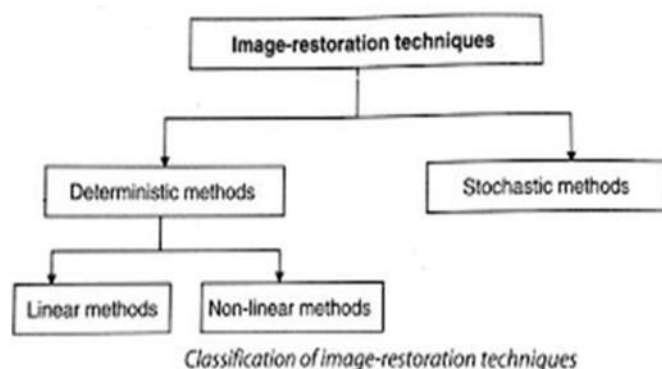 Image-restoration techniques
Deterministic methods
Stochastic methods
Linear methods
Non-linear methods
Classification of image-restoration techniques